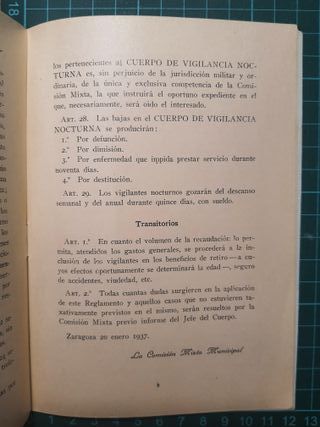 los pertenecientes al CUERPO DE VIGILANCIA NOC-
TURNA es, sin perjuicio de la jurisdicción militar y or-
dinaria, de la única y exclusiva competencia de la Comi-
sión Mixta, la que instruirá el oportuno expediente en el
que, necesariamente, será oído el interesado.
ART. 28. Las bajas en el CUERPO DE VIGILANCIA
NOCTURNA se producirán:
1.º Por defunción.
2.º Por dimisión.
3.º Por enfermedad que ippida prestar servicio durante
noventa días.
4.º Por destitución.
ART. 29. Los vigilantes nocturnos gozarán del descanso
semanal y del anual durante quince días, con sueldo.
Transitorios
ART. 1.º En cuanto el volumen de la recaudación lo per-
mita, atendidos los gastos generales, se procederá a la in-
clusión de los vigilantes en los beneficios de retiro—a cu-
yos efectos oportunamente se determinará la edad—, seguro
de accidentes, viudedad, etc.
ART. 2.º Todas cuantas dudas surgieren en la aplicación
de este Reglamento y aquellos casos que no estuvieren ta-
xativamente previstos en el mismo, serán resueltos por la
Comisión Mixta previo informe del Jefe del Cuerpo.
Zaragoza 20 enero 1937.
La Comisión Mixta Municipal
9